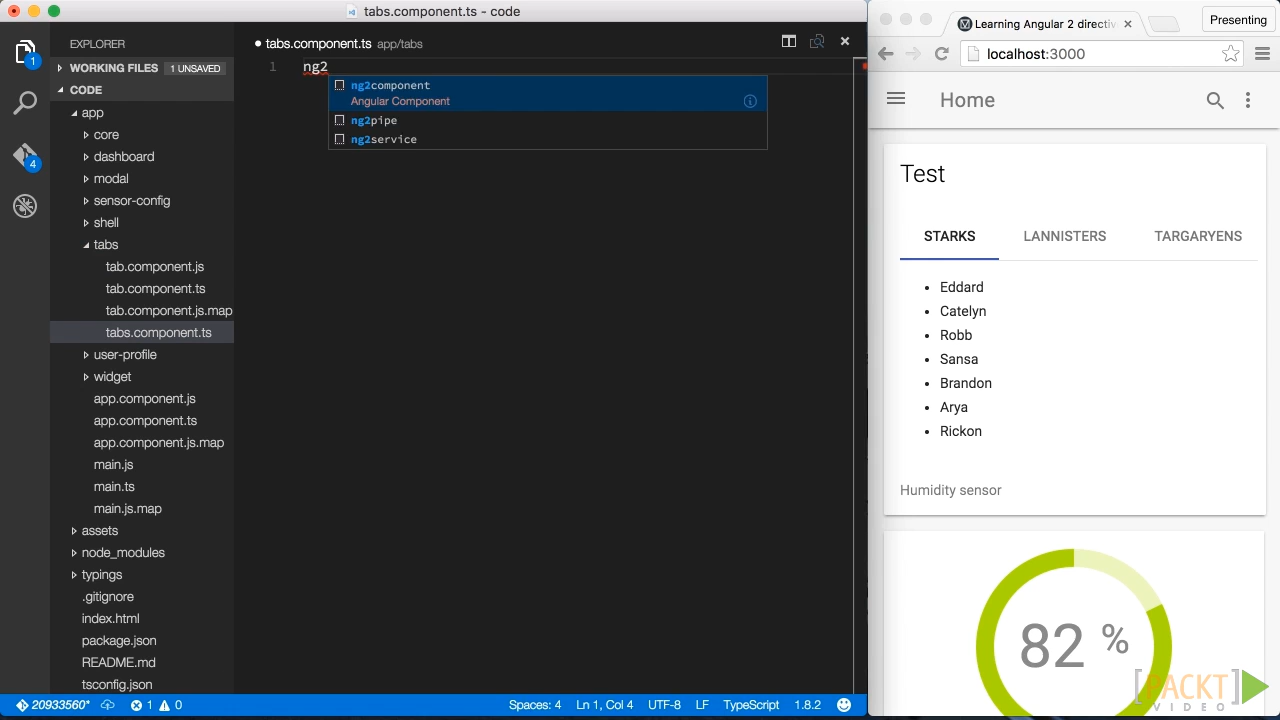 tabs.component.ts - code
EXPLORER
WORKING FILES 1 UNSAVED
CODE
app
core
dashboard
modal
sensor-config
shell
tabs
tab.component.js
tab.component.ts
tab.component.js.map
tabs.component.ts
user-profile
widget
app.component.js
app.component.ts
app.component.js.map
main.js
main.ts
main.js.map
assets
node_modules
typings
.gitignore
index.html
package.json
README.md
tsconfig.json
1
4
tabs.component.ts app/tabs
1 ng2
ng2component
Angular Component
ng2pipe
ng2service
20933560* 1 0 Spaces: 4 Ln 1, Col 4 UTF-8 LF TypeScript 1.8.2
Learning Angular 2 directiv
Presenting
localhost:3000
Home
Test
STARKS LANNISTERS TARGARYENS
Eddard
Catelyn
Robb
Sansa
Brandon
Arya
Rickon
Humidity sensor
82 %
[PACKT]
VIDEO